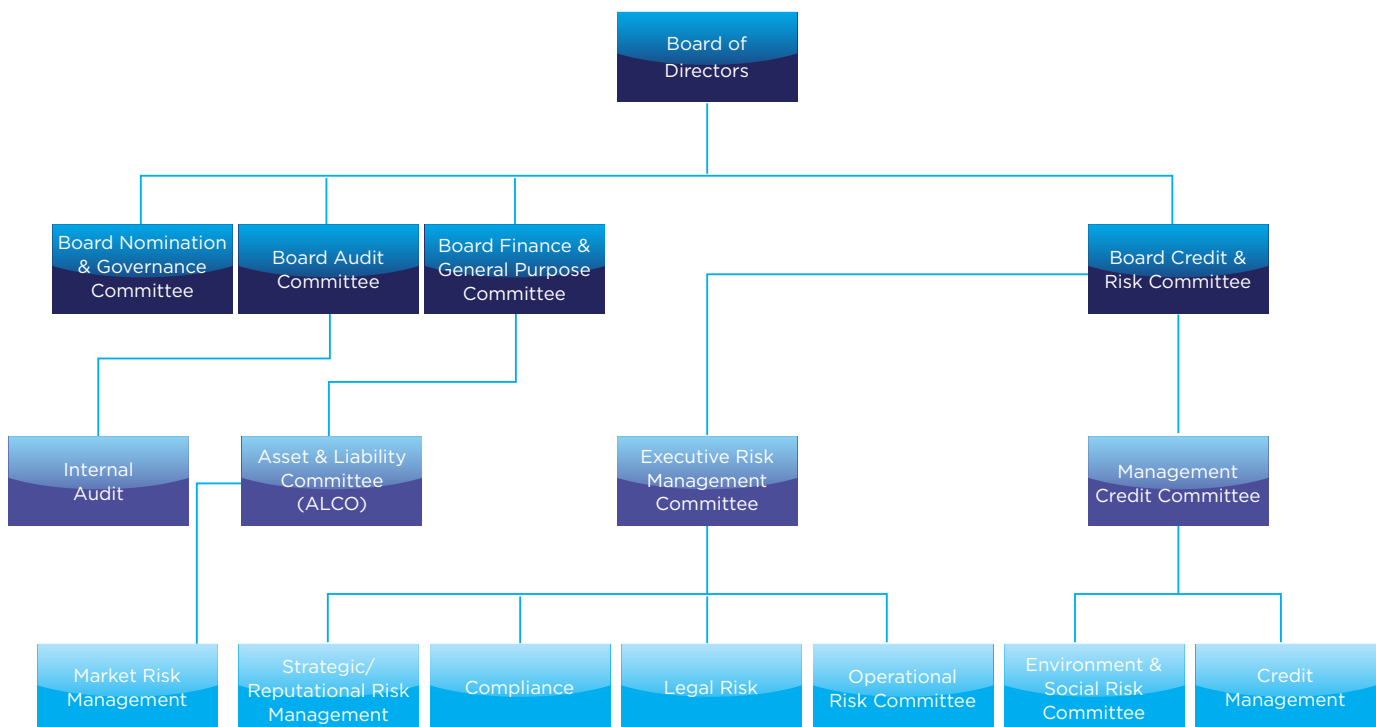 Board of
Directors
Board Nomination
& Governance
Committee
Board Audit
Committee
Board Finance &
General Purpose
Committee
Board Credit &
Risk Committee
Internal
Audit
Asset & Liability
Committee
(ALCO)
Executive Risk
Management
Committee
Management
Credit Committee
Market Risk
Management
Strategic/
Reputational Risk
Management
Compliance
Legal Risk
Operational
Risk Committee
Environment &
Social Risk
Committee
Credit
Management